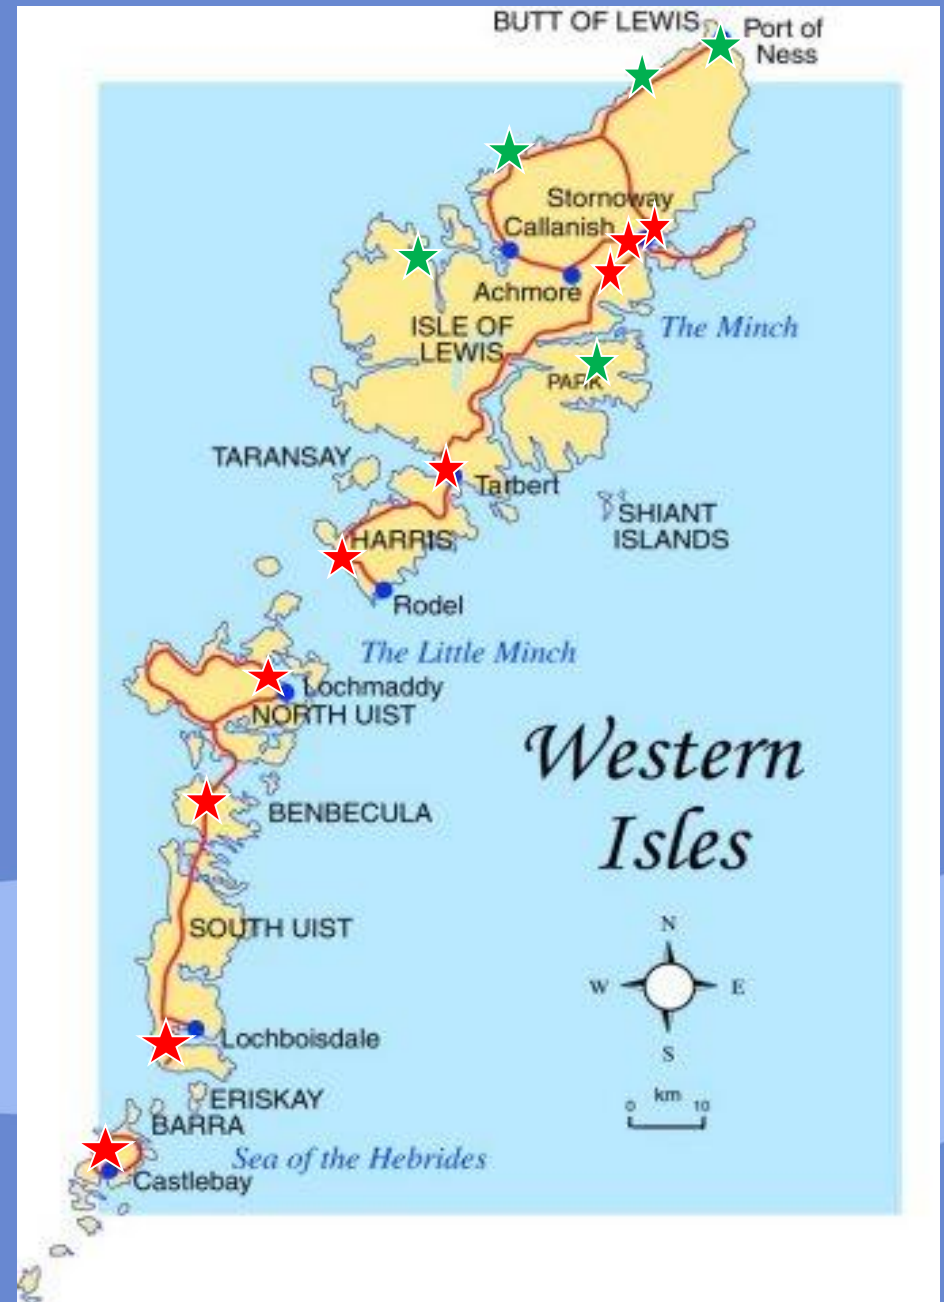 BUTT OF LEWIS
Port of
Ness
Stornoway
Callanish
Achmore
ISLE OF
LEWIS
The Minch
PARK
TARANSAY
Tarbert
SHIANT
ISLANDS
HARRIS
Rodel
The Little Minch
Lochmaddy
NORTH UIST
Western
Isles
BENBECULA
SOUTH UIST
N
W E
S
Lochboisdale
km
0 10
ERISKAY
BARRA
Sea of the Hebrides
Castlebay